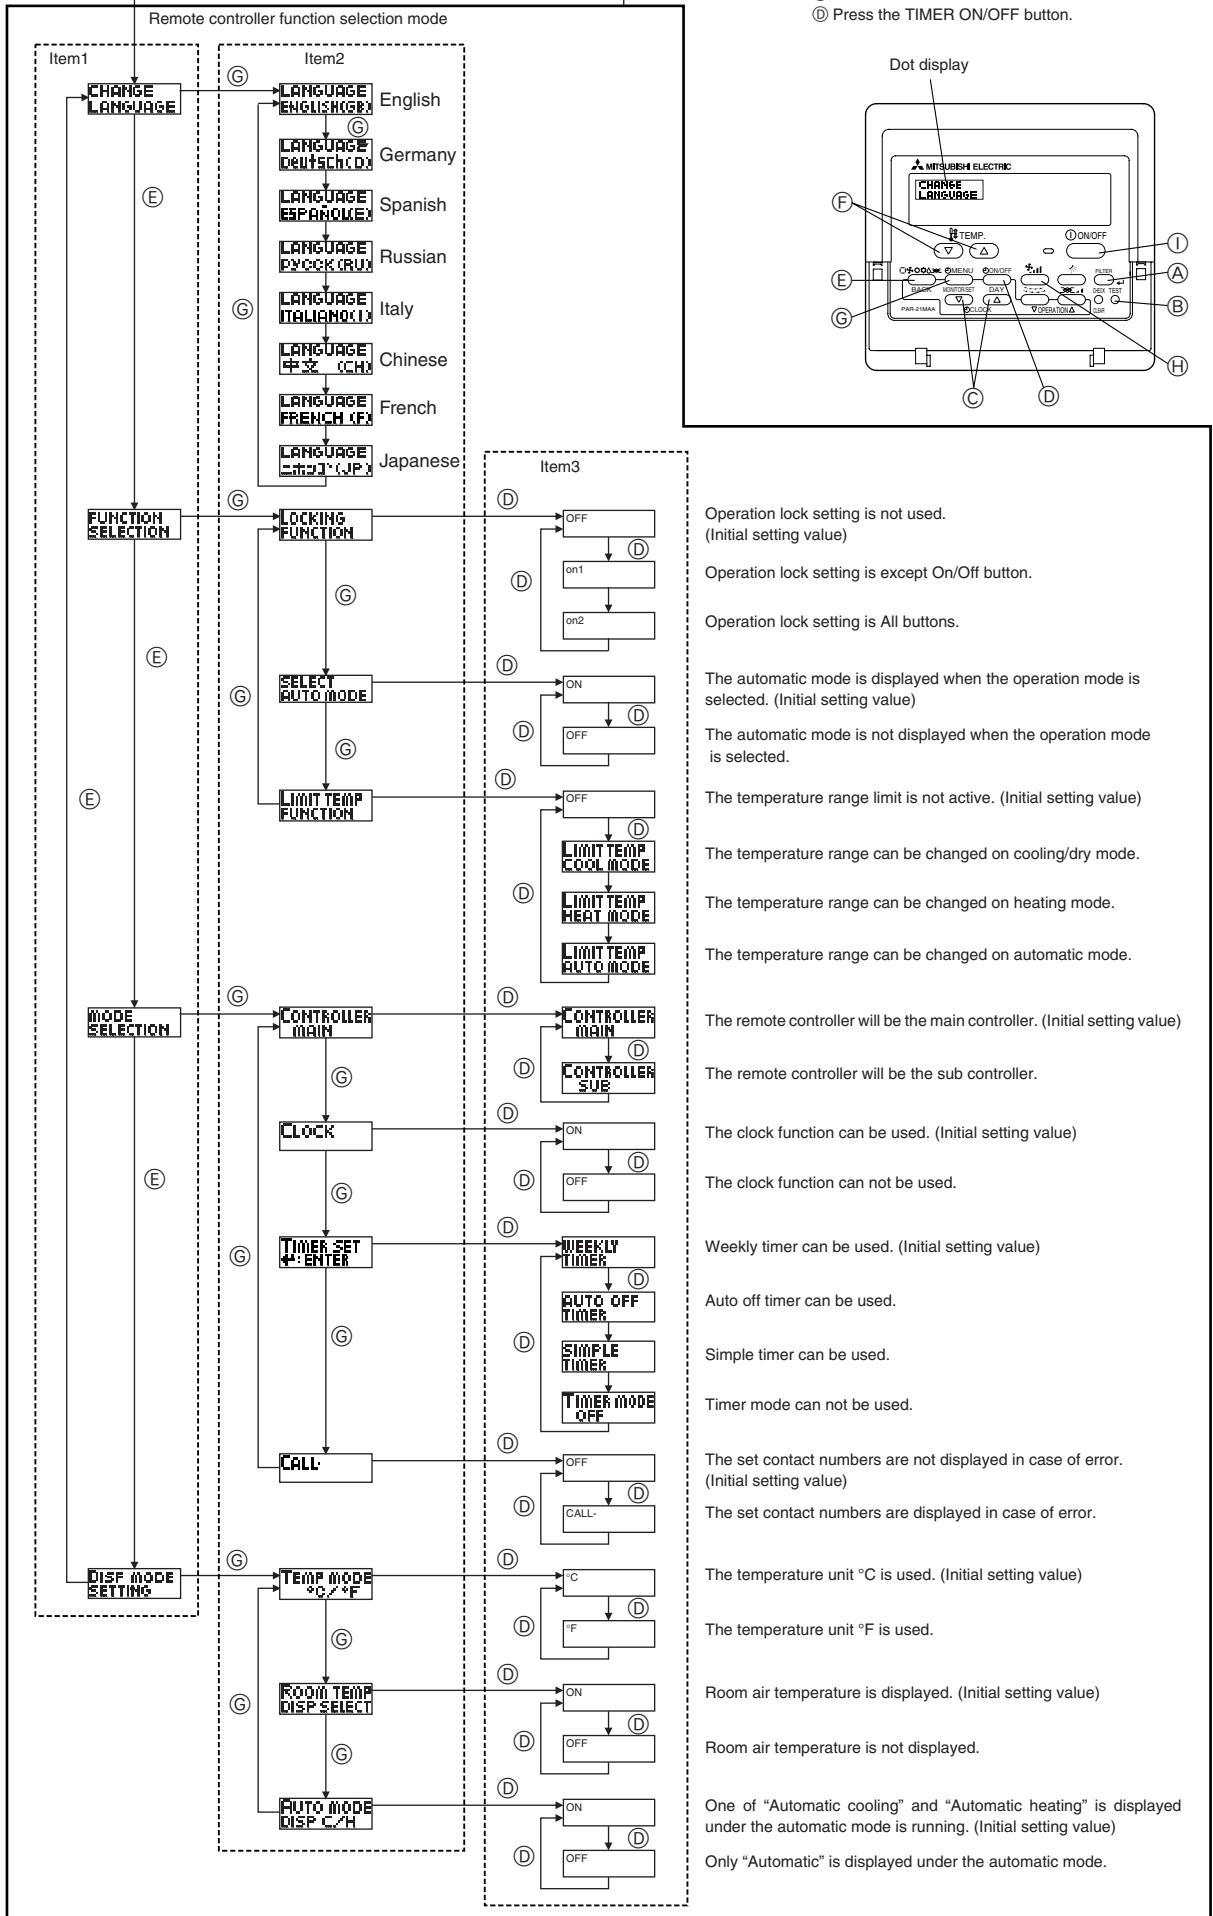 Remote controller function selection mode
Ⓓ Press the TIMER ON/OFF button.
Dot display
MITSUBISHI ELECTRIC
CHANGE
LANGUAGE
TEMP.
ON/OFF
MENU
ON/OFF
FILTER
BACK
MONITOR/SET
DAY
CHECK TEST
PAR-21MAA
CLOCK
OPERATION
CLEAR
Ⓕ
Ⓔ
Ⓖ
Ⓒ
Ⓓ
Ⓘ
Ⓐ
Ⓑ
Ⓗ
Item1
Item2
CHANGE
LANGUAGE
Ⓖ
LANGUAGE
ENGLISH(GB)
English
Ⓖ
LANGUAGE
Deutsch(D)
Germany
Ⓔ
LANGUAGE
ESPAÑOL(E)
Spanish
LANGUAGE
РУССК(RU)
Russian
Ⓖ
LANGUAGE
ITALIANO(I)
Italy
LANGUAGE
中文 (CH)
Chinese
LANGUAGE
FRENCH (F)
French
LANGUAGE
ニホンゴ(JP)
Japanese
Item3
FUNCTION
SELECTION
Ⓖ
LOCKING
FUNCTION
Ⓓ
OFF
Operation lock setting is not used.
(Initial setting value)
Ⓓ
Ⓓ
on1
Operation lock setting is except On/Off button.
Ⓖ
on2
Operation lock setting is All buttons.
Ⓔ
Ⓖ
SELECT
AUTO MODE
Ⓓ
ON
The automatic mode is displayed when the operation mode is
selected. (Initial setting value)
Ⓓ
Ⓓ
OFF
The automatic mode is not displayed when the operation mode
is selected.
Ⓖ
Ⓔ
LIMIT TEMP
FUNCTION
Ⓓ
OFF
The temperature range limit is not active. (Initial setting value)
Ⓓ
LIMIT TEMP
COOL MODE
The temperature range can be changed on cooling/dry mode.
Ⓓ
LIMIT TEMP
HEAT MODE
The temperature range can be changed on heating mode.
LIMIT TEMP
AUTO MODE
The temperature range can be changed on automatic mode.
MODE
SELECTION
Ⓖ
CONTROLLER
MAIN
Ⓓ
CONTROLLER
MAIN
The remote controller will be the main controller. (Initial setting value)
Ⓓ
Ⓓ
CONTROLLER
SUB
The remote controller will be the sub controller.
Ⓖ
CLOCK
Ⓓ
ON
The clock function can be used. (Initial setting value)
Ⓓ
Ⓓ
OFF
The clock function can not be used.
Ⓔ
Ⓖ
Ⓖ
TIMER SET
↵:ENTER
Ⓓ
WEEKLY
TIMER
Weekly timer can be used. (Initial setting value)
Ⓓ
AUTO OFF
TIMER
Auto off timer can be used.
Ⓖ
Ⓓ
SIMPLE
TIMER
Simple timer can be used.
TIMER MODE
OFF
Timer mode can not be used.
CALL-
Ⓓ
OFF
The set contact numbers are not displayed in case of error.
(Initial setting value)
Ⓓ
Ⓓ
CALL-
The set contact numbers are displayed in case of error.
DISP MODE
SETTING
Ⓖ
TEMP MODE
°C/°F
Ⓓ
°C
The temperature unit °C is used. (Initial setting value)
Ⓓ
Ⓓ
°F
The temperature unit °F is used.
Ⓖ
Ⓖ
ROOM TEMP
DISP SELECT
Ⓓ
ON
Room air temperature is displayed. (Initial setting value)
Ⓓ
Ⓓ
OFF
Room air temperature is not displayed.
Ⓖ
AUTO MODE
DISP C/H
Ⓓ
ON
One of “Automatic cooling” and “Automatic heating” is displayed
under the automatic mode is running. (Initial setting value)
Ⓓ
Ⓓ
OFF
Only “Automatic” is displayed under the automatic mode.